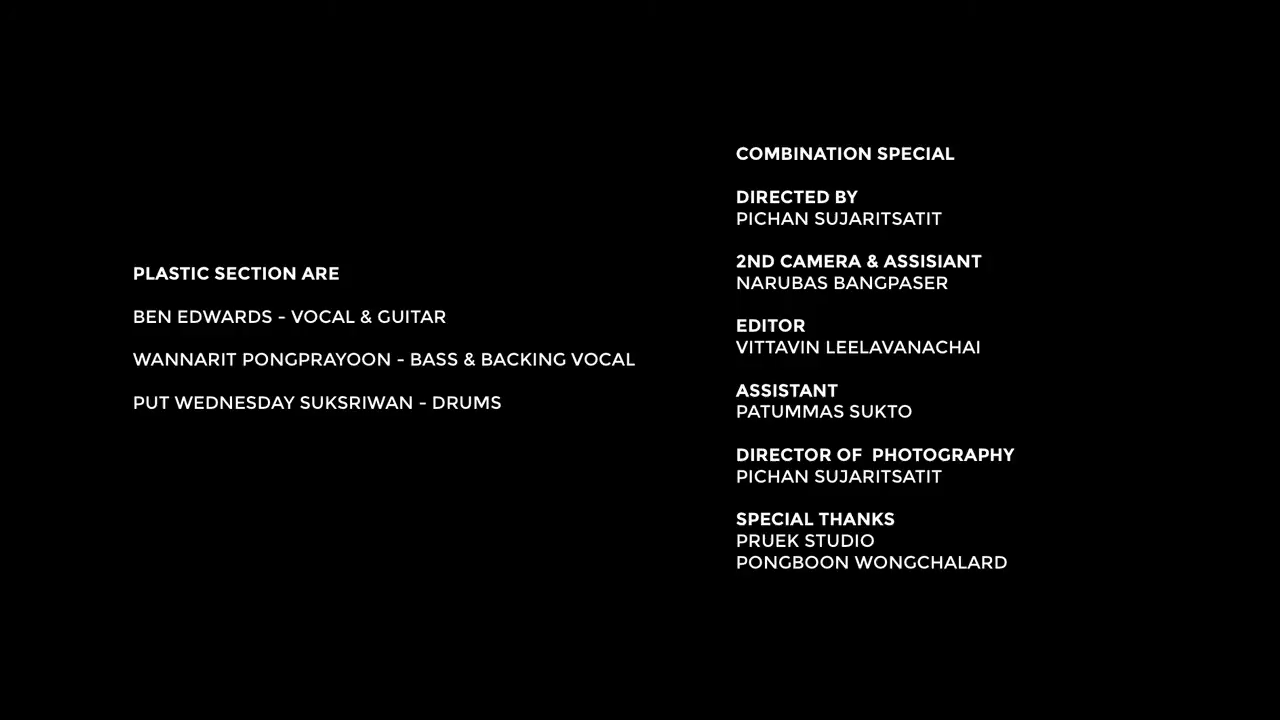 PLASTIC SECTION ARE
BEN EDWARDS - VOCAL & GUITAR
WANNARIT PONGPRAYOON - BASS & BACKING VOCAL
PUT WEDNESDAY SUKSRIWAN - DRUMS
COMBINATION SPECIAL
DIRECTED BY
PICHAN SUJARITSATIT
2ND CAMERA & ASSISIANT
NARUBAS BANGPASER
EDITOR
VITTAVIN LEELAVANACHAI
ASSISTANT
PATUMMAS SUKTO
DIRECTOR OF  PHOTOGRAPHY
PICHAN SUJARITSATIT
SPECIAL THANKS
PRUEK STUDIO
PONGBOON WONGCHALARD